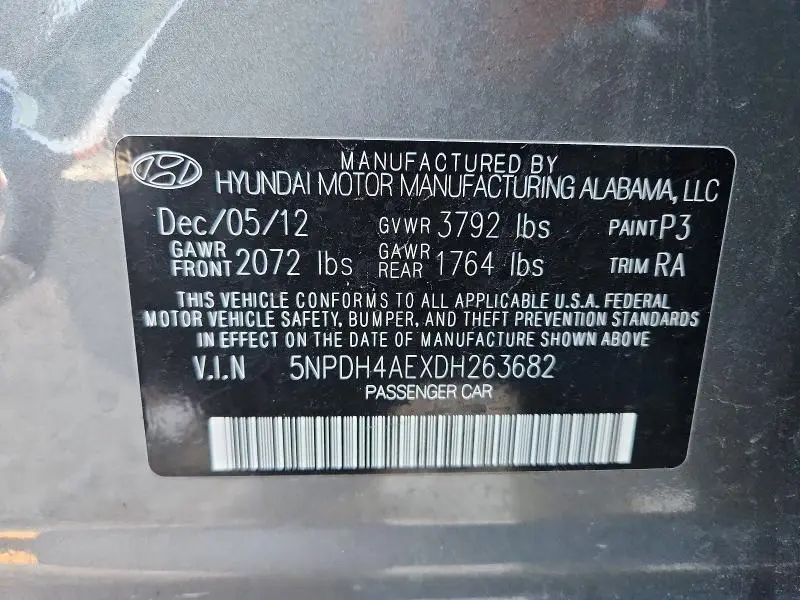 MANUFACTURED BY
HYUNDAI MOTOR MANUFACTURING ALABAMA, LLC
Dec/05/12 GVWR 3792 lbs PAINT P3
GAWR FRONT 2072 lbs GAWR REAR 1764 lbs TRIM RA
THIS VEHICLE CONFORMS TO ALL APPLICABLE U.S.A. FEDERAL
MOTOR VEHICLE SAFETY, BUMPER, AND THEFT PREVENTION STANDARDS
IN EFFECT ON THE DATE OF MANUFACTURE SHOWN ABOVE
V.I.N 5NPDH4AEXDH263682
PASSENGER CAR